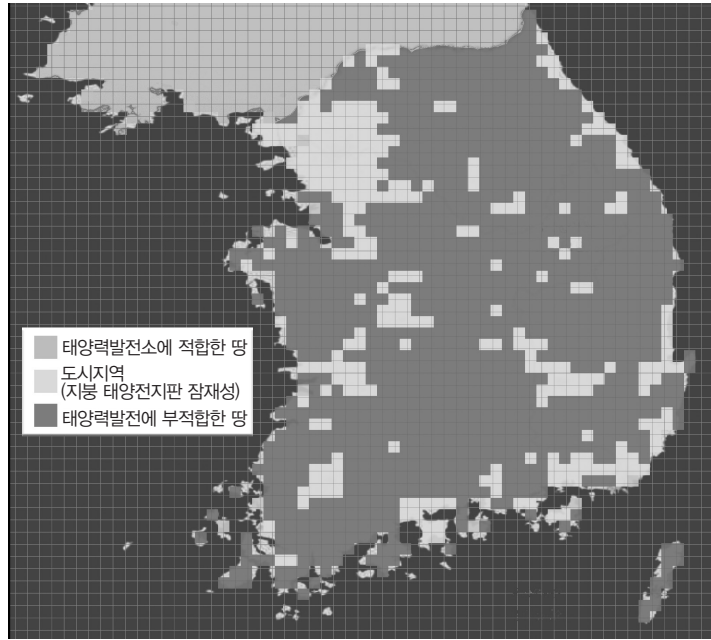 태양력발전소에 적합한 땅
도시지역
(지붕 태양전지판 잠재성)
태양력발전에 부적합한 땅